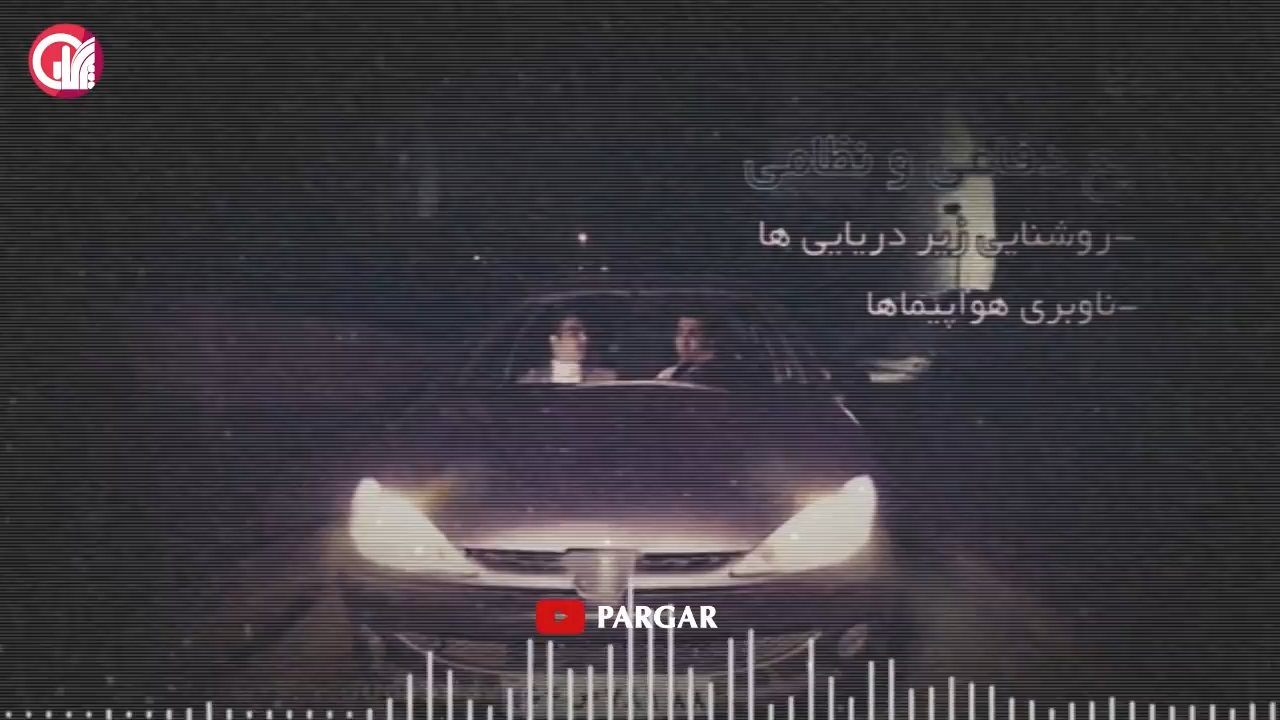 و نظامی
-روشنایی زیر دریایی ها
-ناوبری هواپیماها
PARGAR